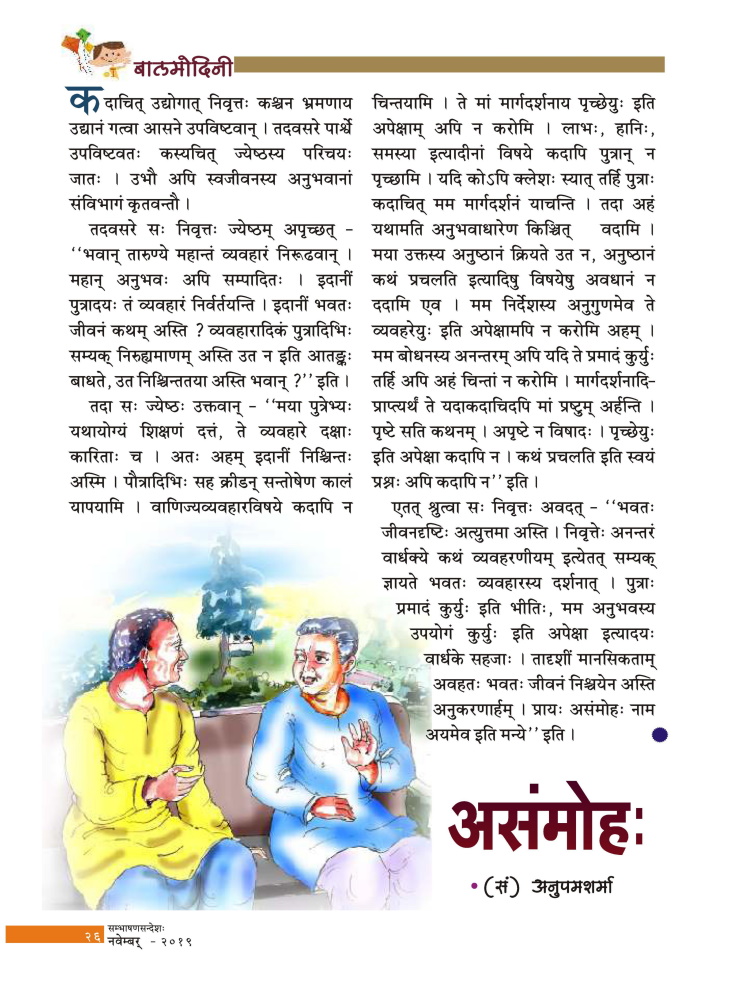 बालमोदिनी
कदाचित् उद्योगात् निवृत्तः कश्चन भ्रमणाय
उद्यानं गत्वा आसने उपविष्टवान् । तदवसरे पार्श्वे
उपविष्टवतः कस्यचित् ज्येष्ठस्य परिचयः
जातः । उभौ अपि स्वजीवनस्य अनुभवानां
संविभागं कृतवन्तौ ।
तदवसरे सः निवृत्तः ज्येष्ठम् अपृच्छत् –
‘‘भवान् तारुण्ये महान्तं व्यवहारं निरूढवान् ।
महान् अनुभवः अपि सम्पादितः । इदानीं
पुत्रादयः तं व्यवहारं निर्वर्तयन्ति । इदानीं भवतः
जीवनं कथम् अस्ति ? व्यवहारादिकं पुत्रादिभिः
सम्यक् निरुह्यमाणम् अस्ति उत न इति आतङ्कः
बाधते, उत निश्चिन्ततया अस्ति भवान् ?’’ इति ।
तदा सः ज्येष्ठः उक्तवान् – ‘‘मया पुत्रेभ्यः
यथायोग्यं शिक्षणं दत्तं, ते व्यवहारे दक्षाः
कारिताः च । अतः अहम् इदानीं निश्चिन्तः
अस्मि । पौत्रादिभिः सह क्रीडन् सन्तोषेण कालं
यापयामि । वाणिज्यव्यवहारविषये कदापि न
चिन्तयामि । ते मां मार्गदर्शनाय पृच्छेयुः इति
अपेक्षाम् अपि न करोमि । लाभः, हानिः,
समस्या इत्यादीनां विषये कदापि पुत्रान् न
पृच्छामि । यदि कोऽपि क्लेशः स्यात् तर्हि पुत्राः
कदाचित् मम मार्गदर्शनं याचन्ति । तदा अहं
यथामति अनुभवाधारेण किञ्चित् वदामि ।
मया उक्तस्य अनुष्ठानं क्रियते उत न, अनुष्ठानं
कथं प्रचलति इत्यादिषु विषयेषु अवधानं न
ददामि एव । मम निर्देशस्य अनुगुणमेव ते
व्यवहरेयुः इति अपेक्षामपि न करोमि अहम् ।
मम बोधनस्य अनन्तरम् अपि यदि ते प्रमादं कुर्युः
तर्हि अपि अहं चिन्तां न करोमि । मार्गदर्शनादि–
प्राप्त्यर्थं ते यदाकदाचिदपि मां प्रष्टुम् अर्हन्ति ।
पृष्टे सति कथनम् । अपृष्टे न विषादः । पृच्छेयुः
इति अपेक्षा कदापि न । कथं प्रचलति इति स्वयं
प्रश्नः अपि कदापि न’’ इति ।
एतत् श्रुत्वा सः निवृत्तः अवदत् – ‘‘भवतः
जीवनदृष्टिः अत्युत्तमा अस्ति । निवृत्तेः अनन्तरं
वार्धक्ये कथं व्यवहरणीयम् इत्येतत् सम्यक्
ज्ञायते भवतः व्यवहारस्य दर्शनात् । पुत्राः
प्रमादं कुर्युः इति भीतिः, मम अनुभवस्य
उपयोगं कुर्युः इति अपेक्षा इत्यादयः
वार्धके सहजाः । तादृशीं मानसिकताम्
अवहतः भवतः जीवनं निश्चयेन अस्ति
अनुकरणार्हम् । प्रायः असंमोहः नाम
अयमेव इति मन्ये’’ इति ।
असंमोहः
• (सं) अनुपमशर्मा
सम्भाषणसन्देशः
२६ नवेम्बर् - २०१९